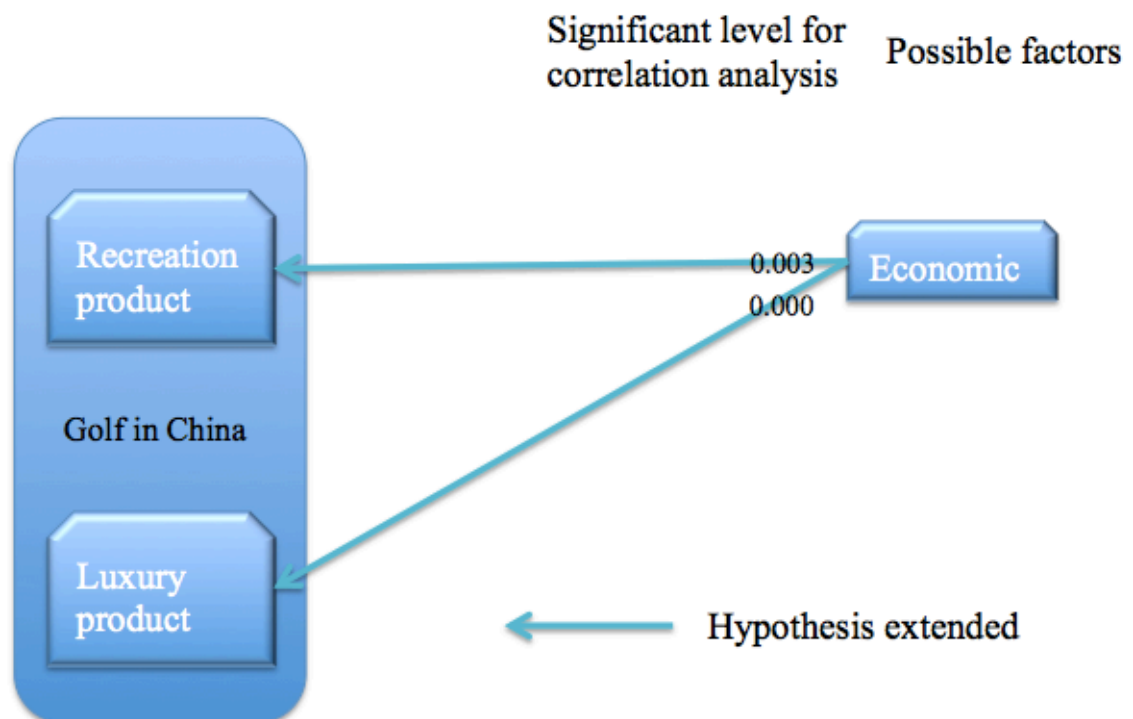 Significant level for
correlation analysis
Possible factors
Recreation
product
0.003
Economic
0.000
Golf in China
Luxury
product
Hypothesis extended